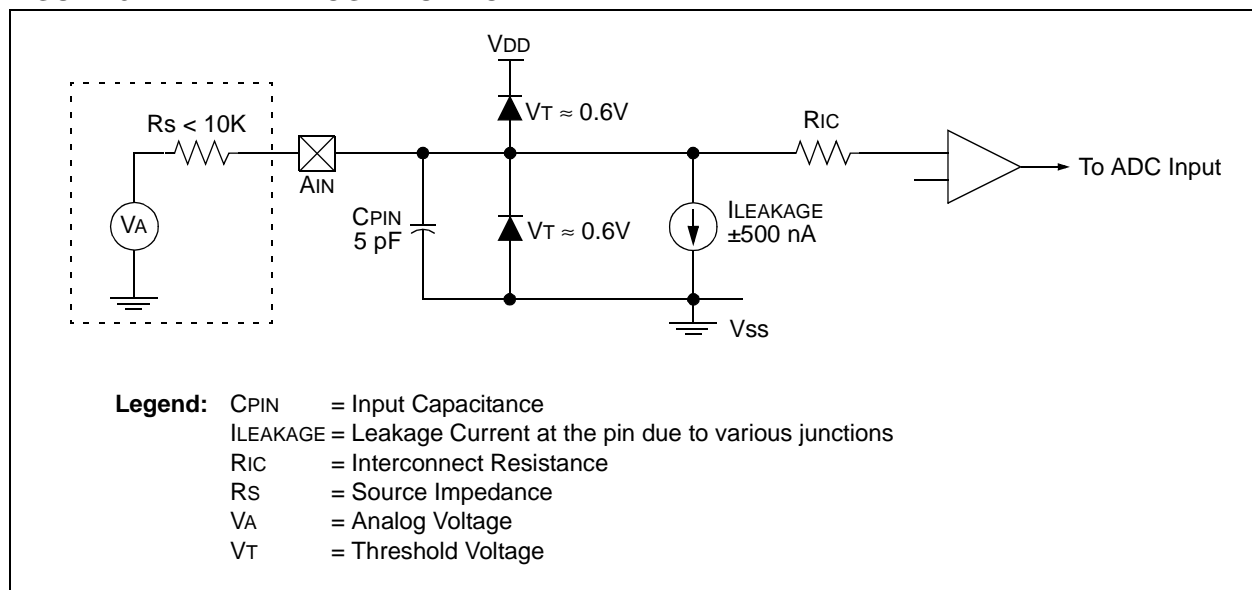 VDD
VT ≈ 0.6V
RS < 10K
RIC
AIN
To ADC Input
VA
CPIN
5 pF
VT ≈ 0.6V
ILEAKAGE
±500 nA
VSS
Legend: CPIN = Input Capacitance
ILEAKAGE = Leakage Current at the pin due to various junctions
RIC = Interconnect Resistance
RS = Source Impedance
VA = Analog Voltage
VT = Threshold Voltage